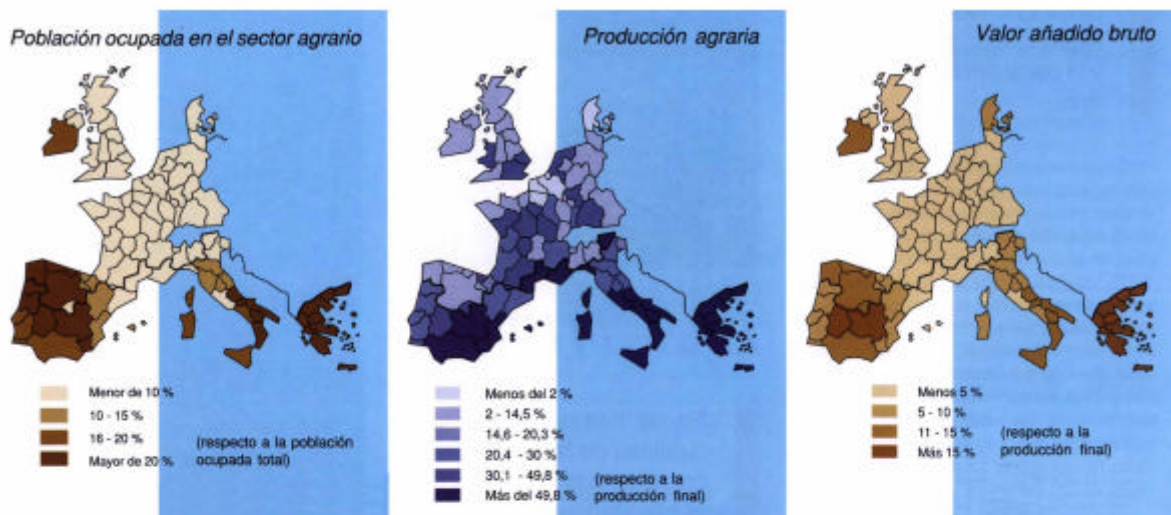 Población ocupada en el sector agrario
Menor de 10 %
10 - 15 %
16 - 20 %
Mayor de 20 %
(respecto a la población
ocupada total)
Producción agraria
Menos del 2 %
2 - 14,5 %
14,6 - 20,3 %
20,4 - 30 %
30,1 - 49,8 %
Más del 49,8 %
(respecto a la
producción final)
Valor añadido bruto
Menos 5 %
5 - 10 %
11 - 15 %
Más 15 %
(respecto a la
producción final)